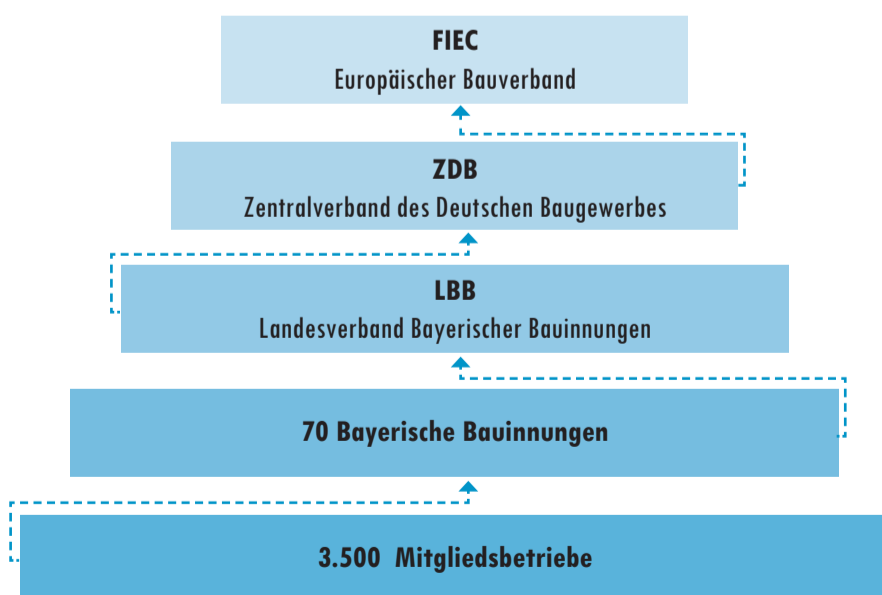 FIEC
Europäischer Bauverband
ZDB
Zentralverband des Deutschen Baugewerbes
LBB
Landesverband Bayerischer Bauinnungen
70 Bayerische Bauinnungen
3.500 Mitgliedsbetriebe